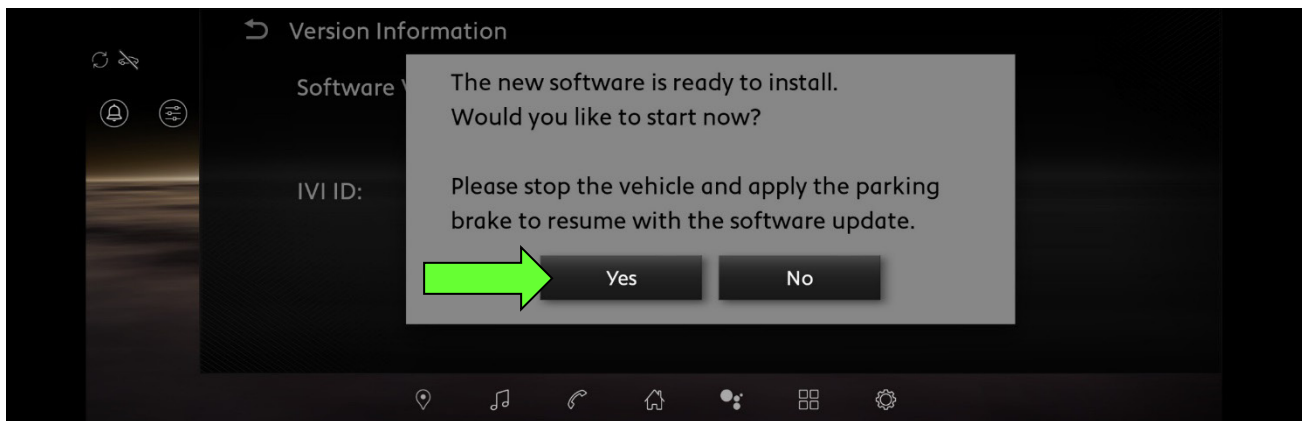 Version Information
Software
The new software is ready to install.
Would you like to start now?
IVI ID:
Please stop the vehicle and apply the parking
brake to resume with the software update.
Yes
No